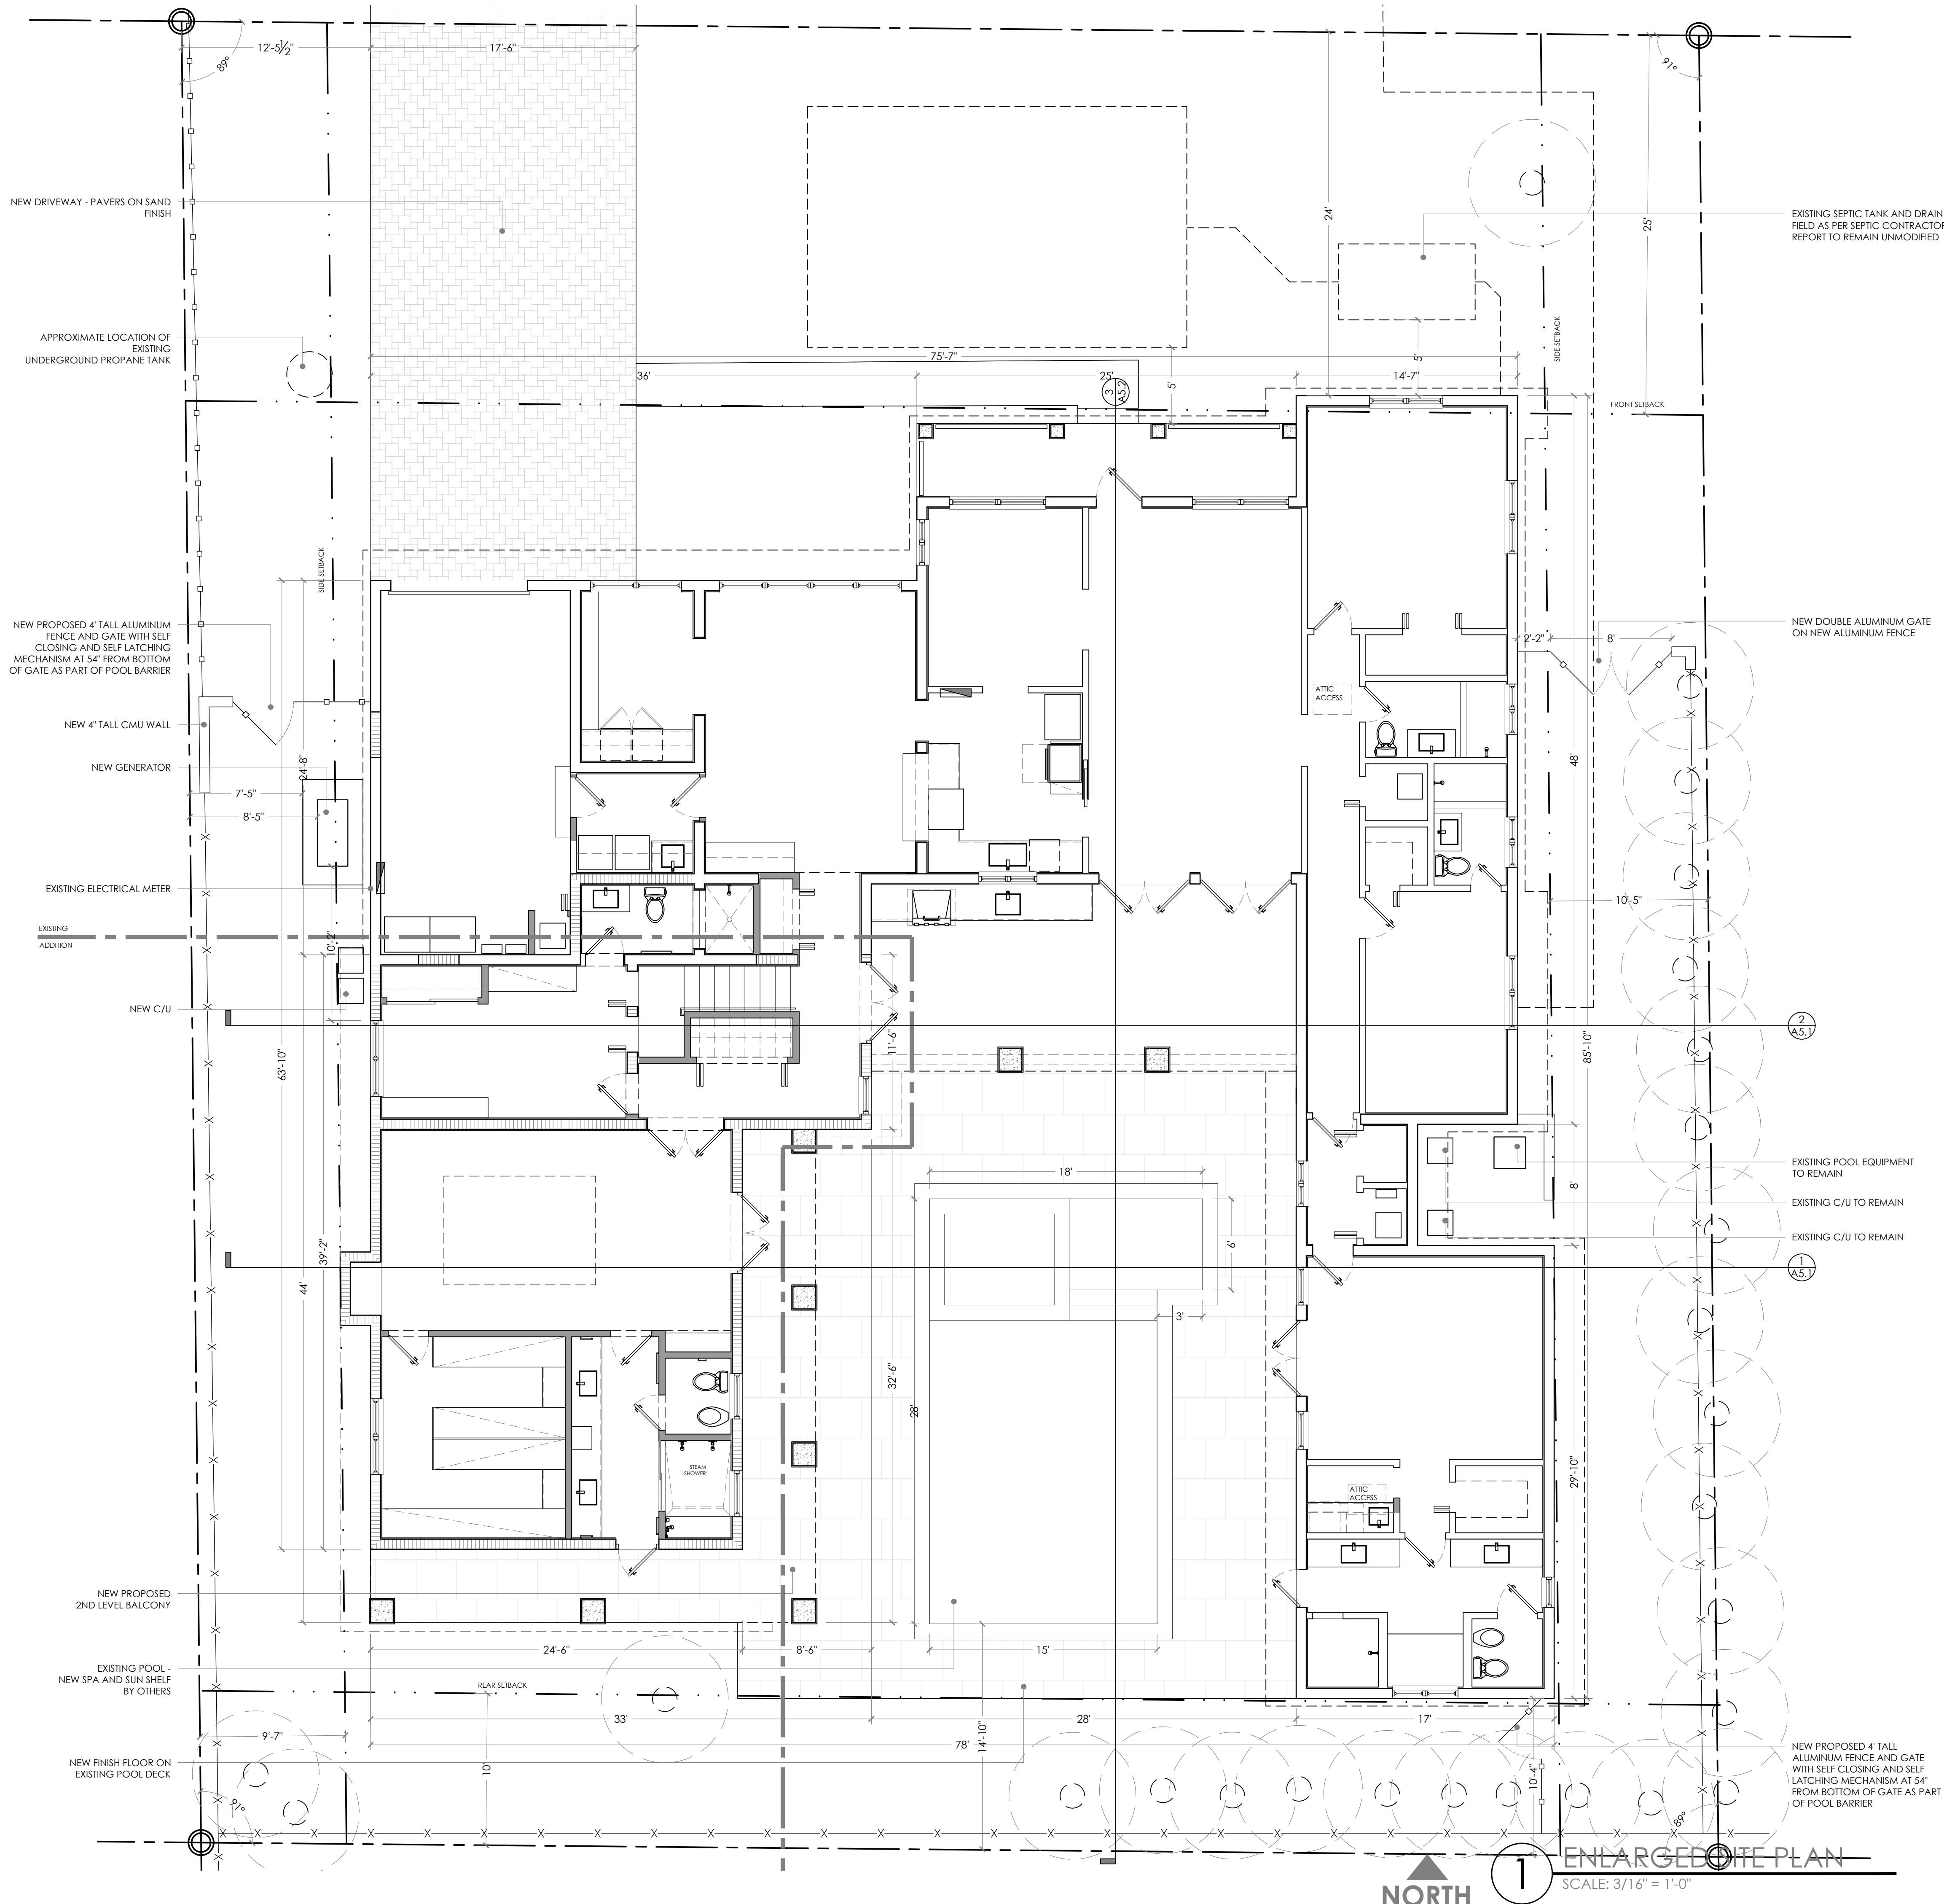 12'-5½"
17'-6"
89°
91°
NEW DRIVEWAY - PAVERS ON SAND
FINISH
24'
25'
EXISTING SEPTIC TANK AND DRAIN
FIELD AS PER SEPTIC CONTRACTOR
REPORT TO REMAIN UNMODIFIED
APPROXIMATE LOCATION OF
EXISTING
UNDERGROUND PROPANE TANK
SIDE SETBACK
75'-7"
5'
36'
25'
14'-7"
5'
3
A5.2
FRONT SETBACK
SIDE SETBACK
NEW PROPOSED 4' TALL ALUMINUM
FENCE AND GATE WITH SELF
CLOSING AND SELF LATCHING
MECHANISM AT 54" FROM BOTTOM
OF GATE AS PART OF POOL BARRIER
NEW DOUBLE ALUMINUM GATE
ON NEW ALUMINUM FENCE
2'-2"
8'
ATTIC
ACCESS
NEW 4" TALL CMU WALL
NEW GENERATOR
24'-8"
48'
7'-5"
8'-5"
EXISTING ELECTRICAL METER
10'-5"
EXISTING
ADDITION
10'-2"
NEW C/U
2
A5.1
11'-6"
63'-10"
85'-10"
18'
EXISTING POOL EQUIPMENT
TO REMAIN
8'
EXISTING C/U TO REMAIN
6'
EXISTING C/U TO REMAIN
39'-2"
44'
1
A5.1
3'
32'-6"
28'
STEAM
SHOWER
29'-10"
ATTIC
ACCESS
NEW PROPOSED
2ND LEVEL BALCONY
24'-6"
8'-6"
15'
EXISTING POOL -
NEW SPA AND SUN SHELF
BY OTHERS
REAR SETBACK
33'
28'
17'
9'-7"
78'
14'-10"
10'
10'-4"
NEW FINISH FLOOR ON
EXISTING POOL DECK
NEW PROPOSED 4' TALL
ALUMINUM FENCE AND GATE
WITH SELF CLOSING AND SELF
LATCHING MECHANISM AT 54"
FROM BOTTOM OF GATE AS PART
OF POOL BARRIER
91°
89°
NORTH
1
ENLARGED SITE PLAN
SCALE: 3/16" = 1'-0"